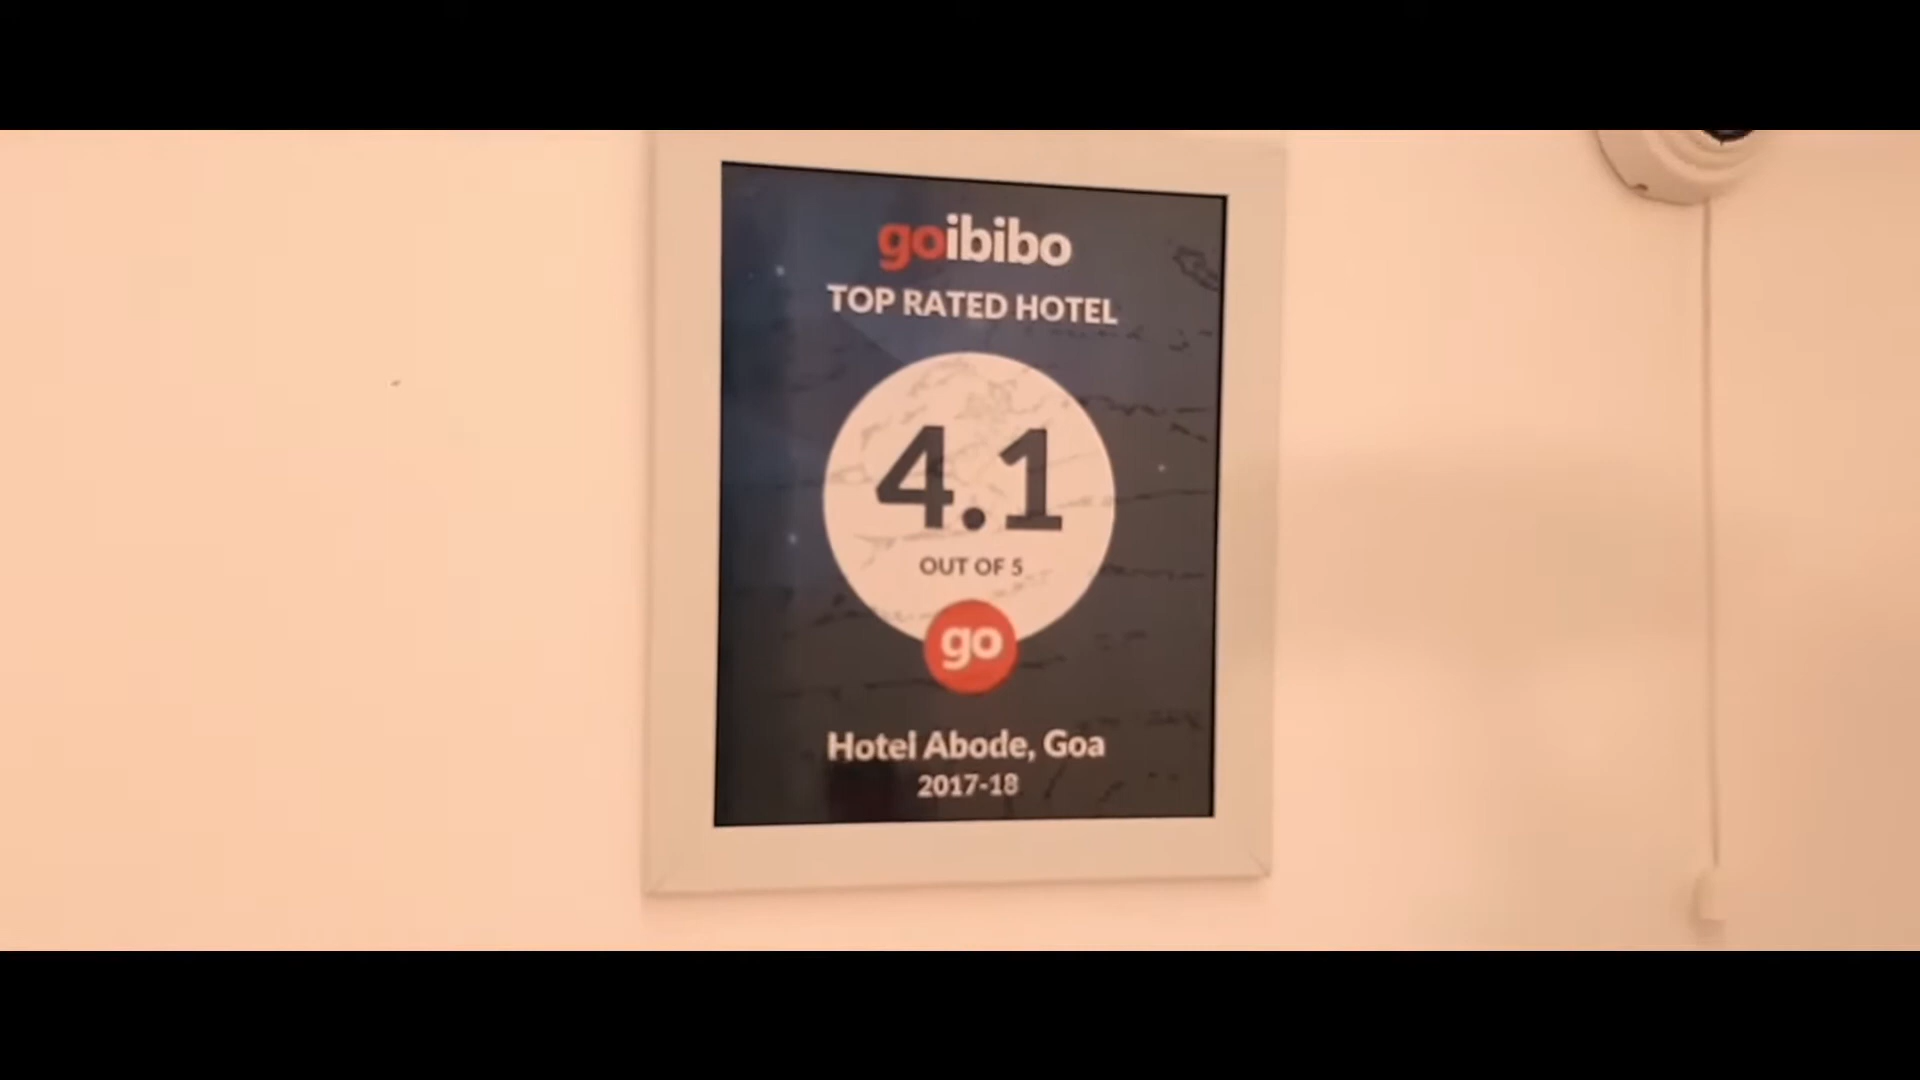 goibibo
TOP RATED HOTEL
4.1
OUT OF 5
go
Hotel Abode, Goa
2017-18